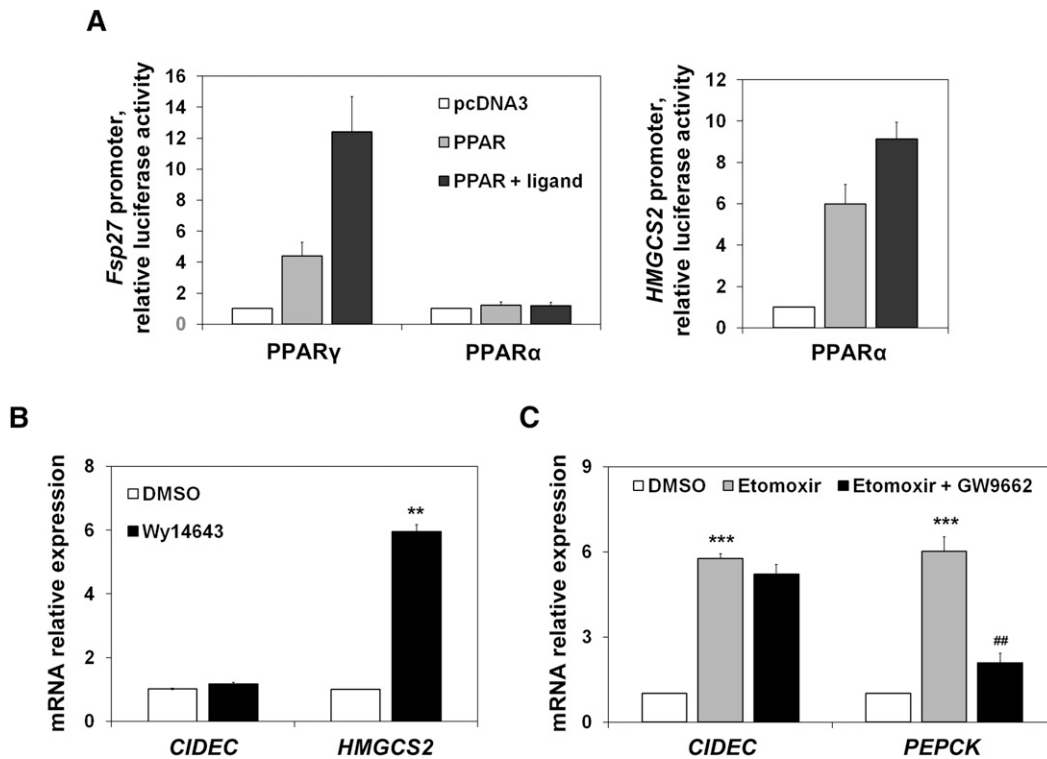 A
Fsp27 promoter,
relative luciferase activity
16
14
12
10
8
6
4
2
0
pcDNA3
PPAR
PPAR + ligand
PPARγ
PPARα
HMGCS2 promoter,
relative luciferase activity
12
10
8
6
4
2
0
PPARα
B
mRNA relative expression
8
6
4
2
0
DMSO
Wy14643
**
CIDEC
HMGCS2
C
mRNA relative expression
9
6
3
0
DMSO
Etomoxir
Etomoxir + GW9662
***
***
##
CIDEC
PEPCK